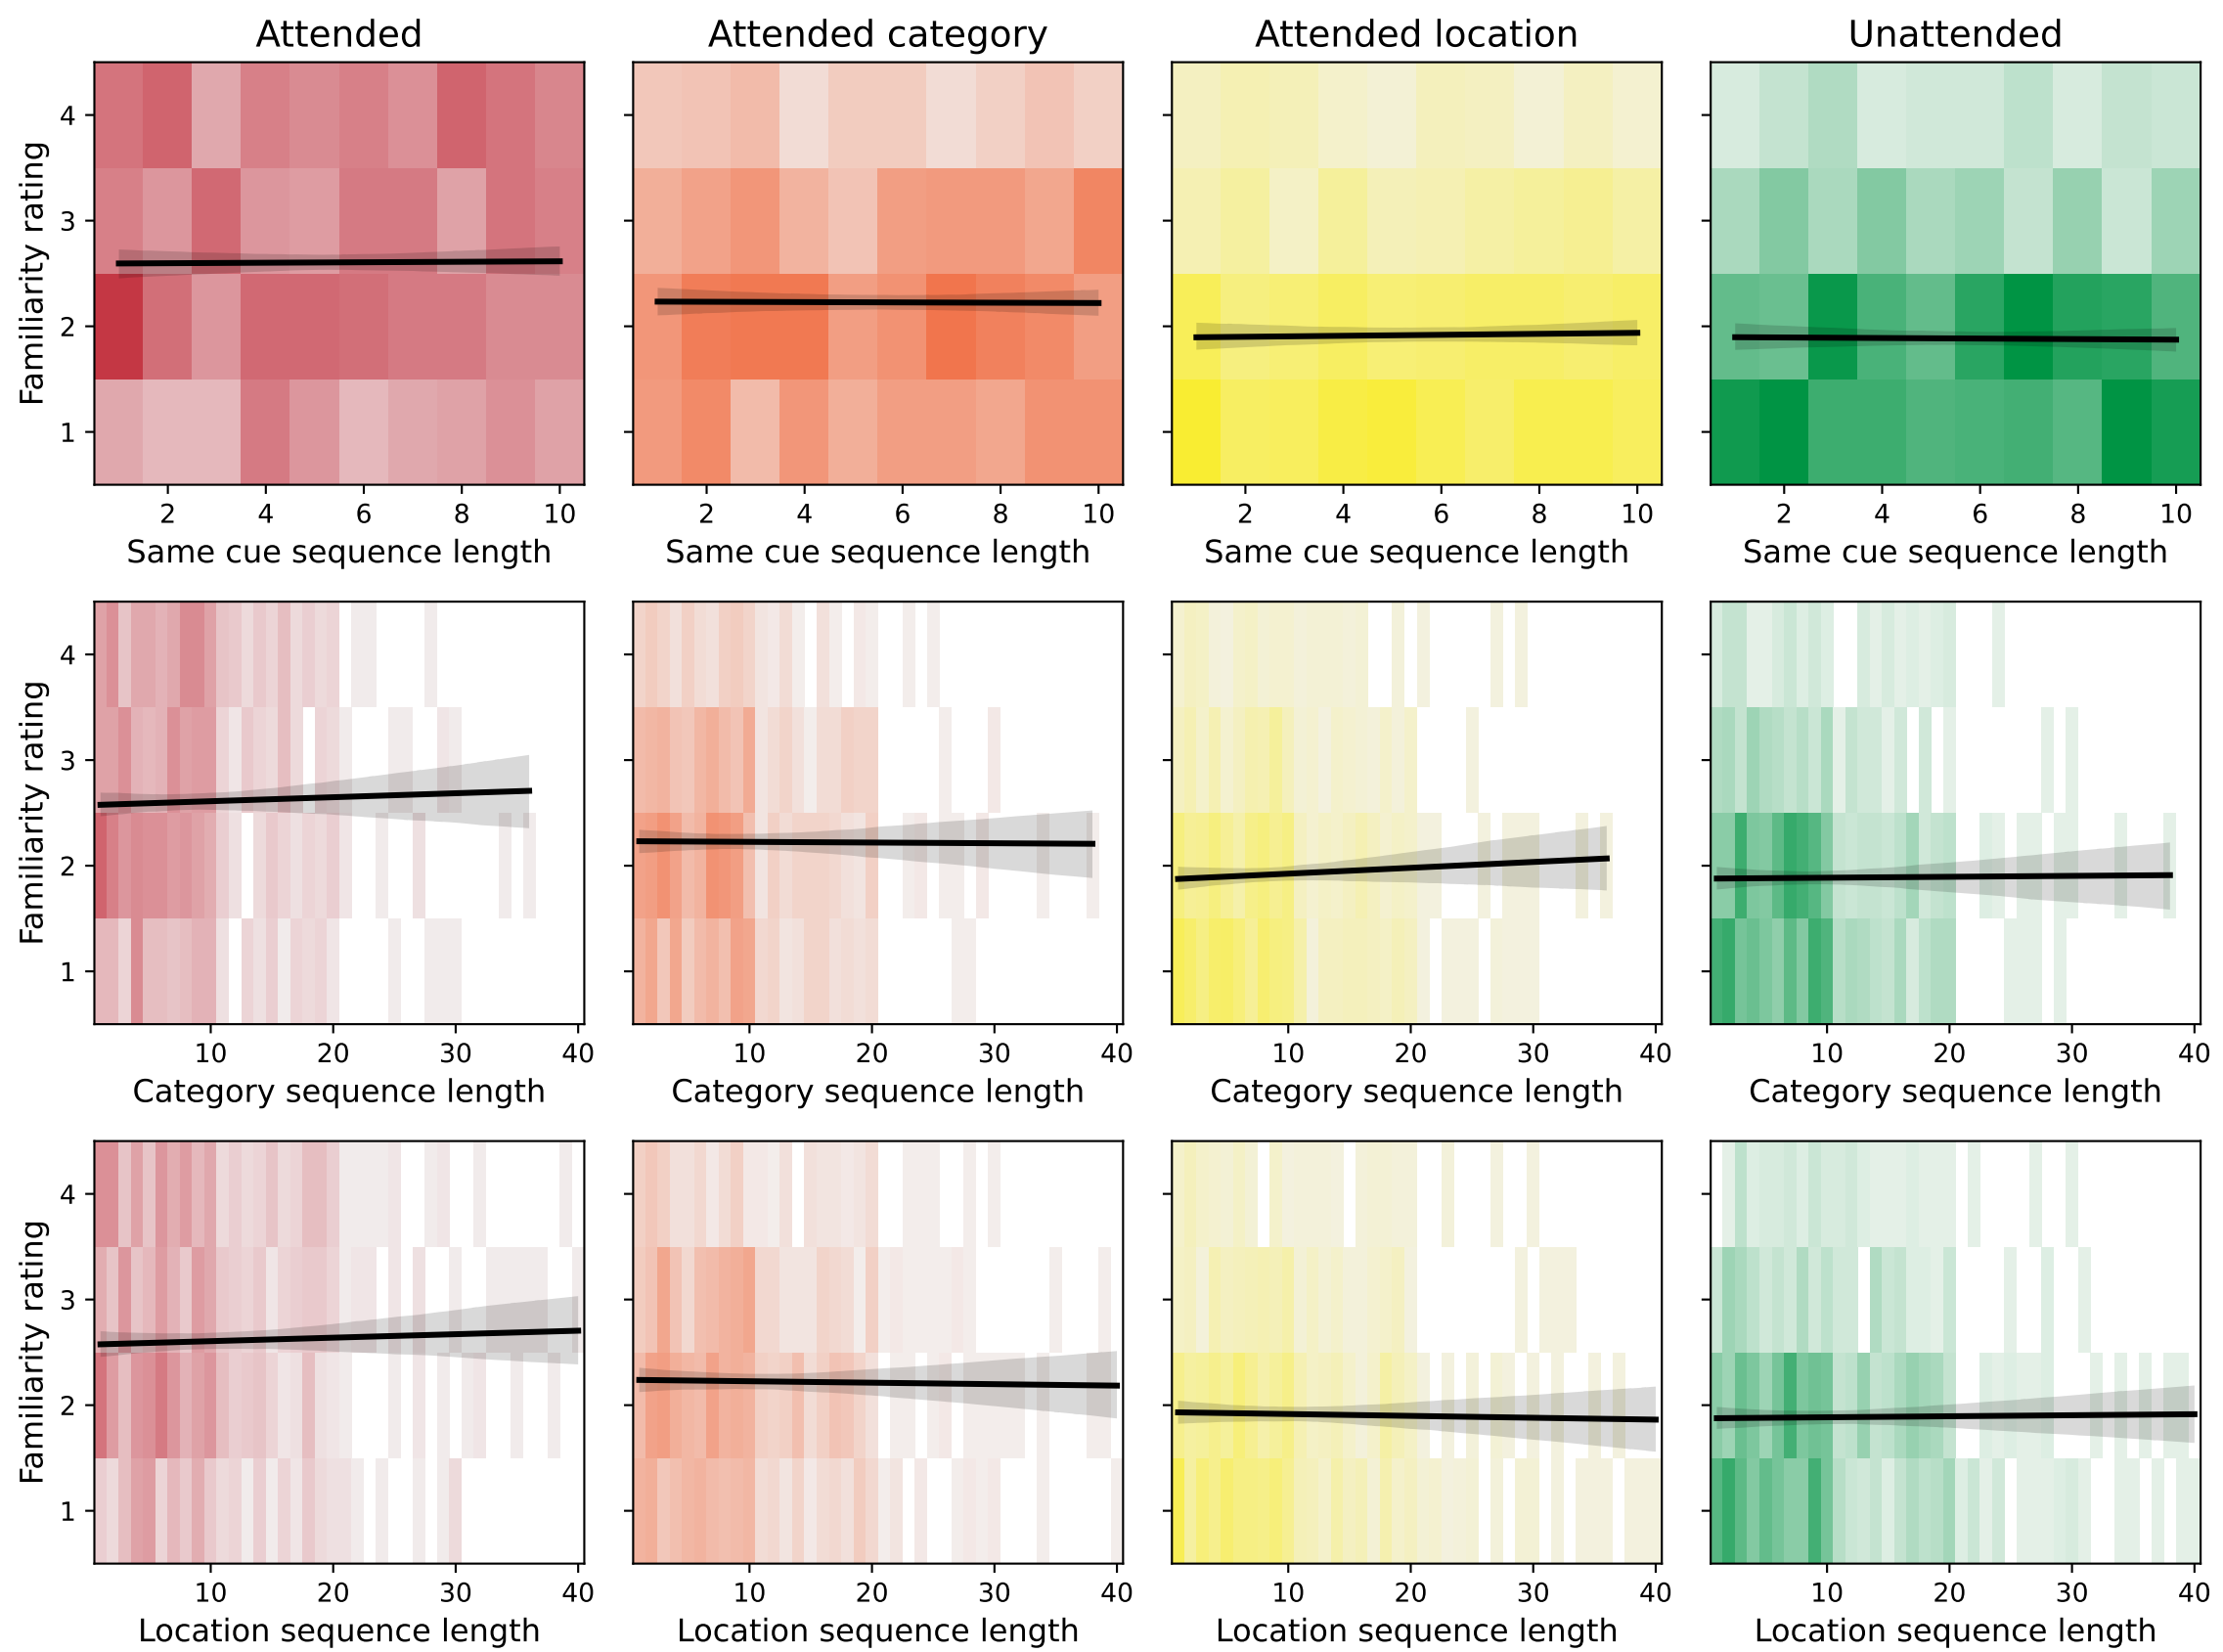 Attended Attended category Attended location Unattended
Familiarity rating
4
3
2
1
2 4 6 8 10 2 4 6 8 10 2 4 6 8 10 2 4 6 8 10
Same cue sequence length Same cue sequence length Same cue sequence length Same cue sequence length
Familiarity rating
4
3
2
1
10 20 30 40 10 20 30 40 10 20 30 40 10 20 30 40
Category sequence length Category sequence length Category sequence length Category sequence length
Familiarity rating
4
3
2
1
10 20 30 40 10 20 30 40 10 20 30 40 10 20 30 40
Location sequence length Location sequence length Location sequence length Location sequence length